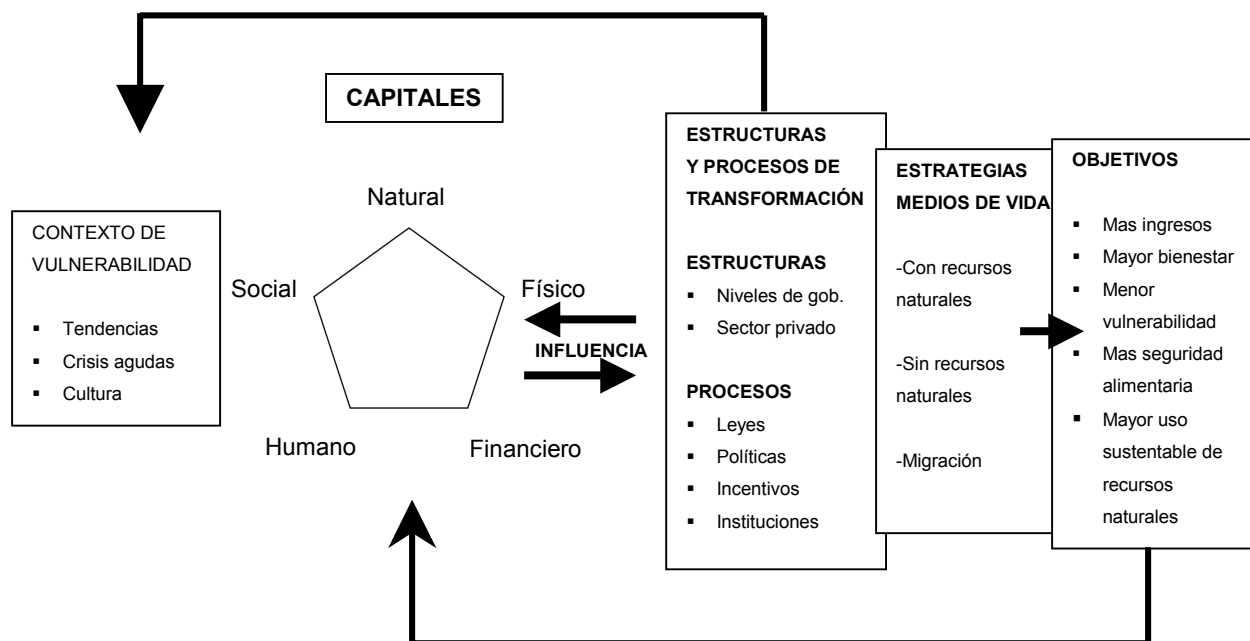 CAPITALES
CONTEXTO DE
VULNERABILIDAD
▪ Tendencias
▪ Crisis agudas
▪ Cultura
Natural
Social
Físico
Humano
Financiero
INFLUENCIA
ESTRUCTURAS
Y PROCESOS DE
TRANSFORMACIÓN
ESTRUCTURAS
▪ Niveles de gob.
▪ Sector privado
PROCESOS
▪ Leyes
▪ Políticas
▪ Incentivos
▪ Instituciones
ESTRATEGIAS
MEDIOS DE VIDA
-Con recursos
naturales
-Sin recursos
naturales
-Migración
OBJETIVOS
▪ Mas ingresos
▪ Mayor bienestar
▪ Menor
vulnerabilidad
▪ Mas seguridad
alimentaria
▪ Mayor uso
sustentable de
recursos
naturales